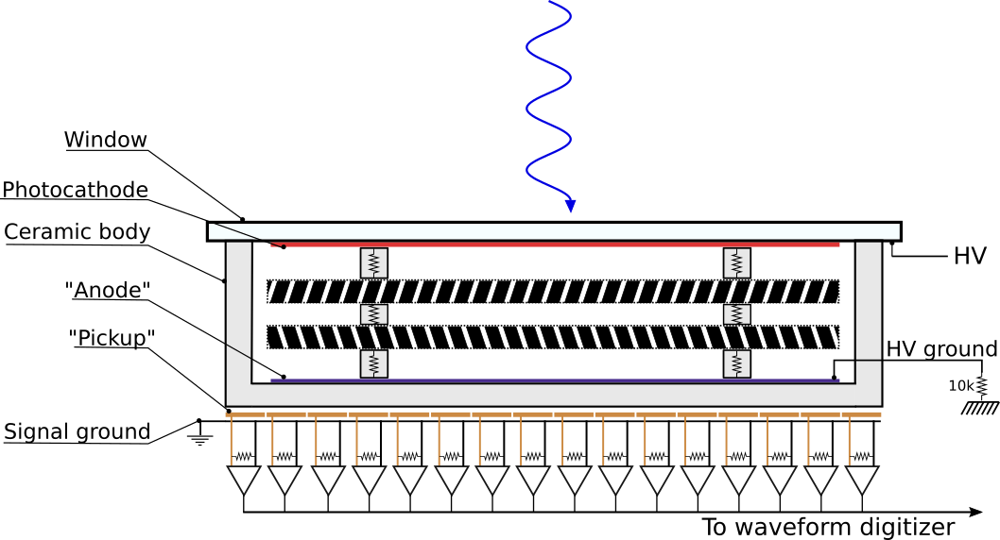 Window
Photocathode
Ceramic body
HV
"Anode"
"Pickup"
HV ground
10k
Signal ground
To waveform digitizer